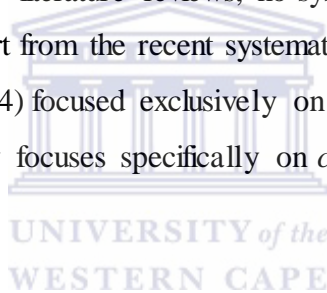 Literature reviews, no sy
rt from the recent systemat
4) focused exclusively on
focuses specifically on
UNIVERSITY of the
WESTERN CAPE